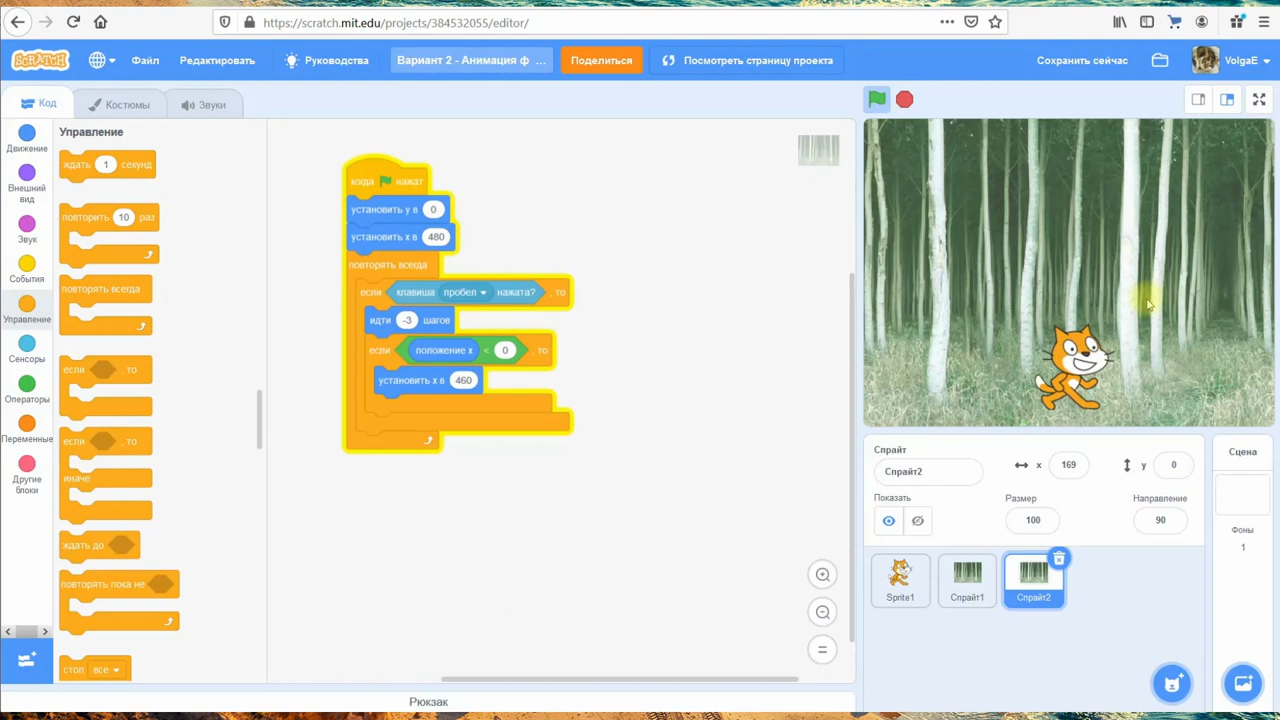 https://scratch.mit.edu/projects/384532055/editor/
SCRATCH
Файл
Редактировать
Руководства
Вариант 2 - Анимация ф ...
Поделиться
Посмотреть страницу проекта
Сохранить сейчас
VolgaE
Код
Костюмы
Звуки
Движение
Внешний
вид
Звук
События
Управление
Сенсоры
Операторы
Переменные
Другие
блоки
Управление
ждать 1 секунд
повторить 10 раз
повторять всегда
если , то
если , то
иначе
ждать до
повторять пока не
стоп все
когда нажат
установить y в 0
установить x в 480
повторять всегда
если клавиша пробел нажата? , то
идти -3 шагов
если положение x < 0 , то
установить x в 460
Спрайт
Спрайт2
x 169
y 0
Показать
Размер
100
Направление
90
Sprite1
Спрайт1
Спрайт2
Сцена
Фоны
1
Рюкзак